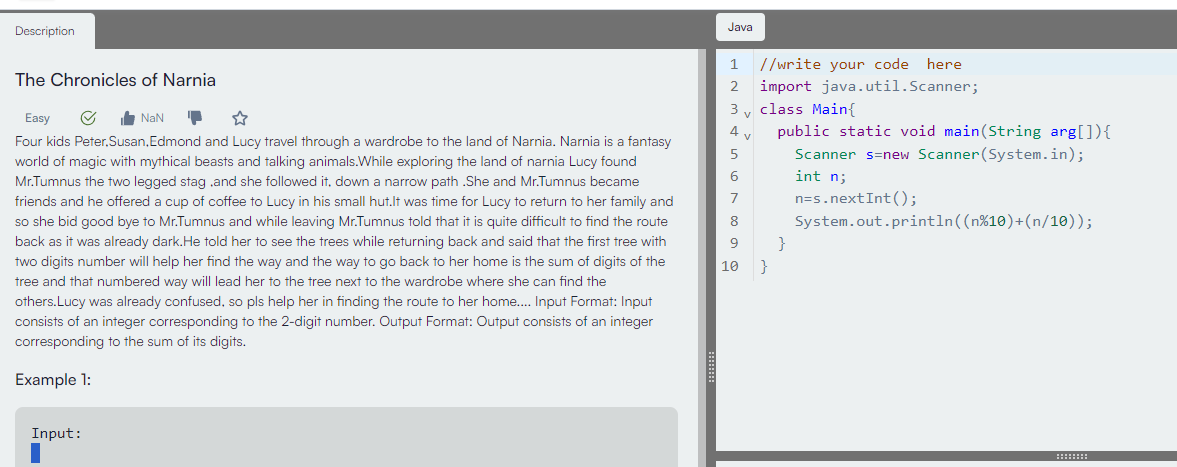 Description
The Chronicles of Narnia
Easy NaN
Four kids Peter,Susan,Edmond and Lucy travel through a wardrobe to the land of Narnia. Narnia is a fantasy
world of magic with mythical beasts and talking animals.While exploring the land of narnia Lucy found
Mr.Tumnus the two legged stag ,and she followed it, down a narrow path .She and Mr.Tumnus became
friends and he offered a cup of coffee to Lucy in his small hut.It was time for Lucy to return to her family and
so she bid good bye to Mr.Tumnus and while leaving Mr.Tumnus told that it is quite difficult to find the route
back as it was already dark.He told her to see the trees while returning back and said that the first tree with
two digits number will help her find the way and the way to go back to her home is the sum of digits of the
tree and that numbered way will lead her to the tree next to the wardrobe where she can find the
others.Lucy was already confused, so pls help her in finding the route to her home.... Input Format: Input
consists of an integer corresponding to the 2-digit number. Output Format: Output consists of an integer
corresponding to the sum of its digits.
Example 1:
Input:
Java
1 //write your code  here
2 import java.util.Scanner;
3 class Main{
4   public static void main(String arg[]){
5     Scanner s=new Scanner(System.in);
6     int n;
7     n=s.nextInt();
8     System.out.println((n%10)+(n/10));
9   }
10 }